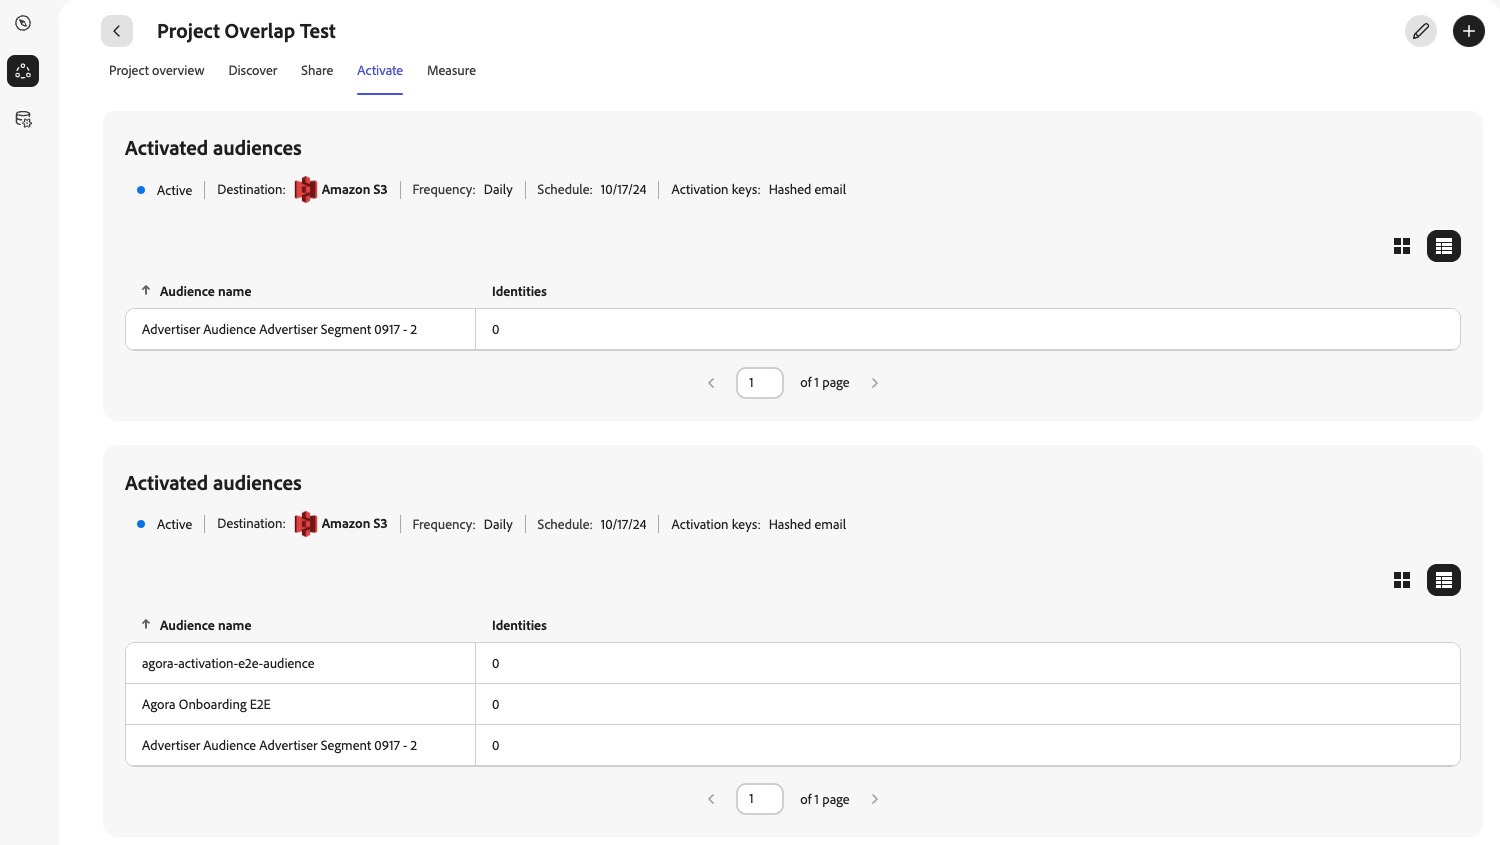 Project Overlap Test
Project overview Discover Share Activate Measure
Activated audiences
Active Destination: Amazon S3 Frequency: Daily Schedule: 10/17/24 Activation keys: Hashed email
Audience name Identities
Advertiser Audience Advertiser Segment 0917 - 2 0
1 of 1 page
Activated audiences
Active Destination: Amazon S3 Frequency: Daily Schedule: 10/17/24 Activation keys: Hashed email
Audience name Identities
agora-activation-e2e-audience 0
Agora Onboarding E2E 0
Advertiser Audience Advertiser Segment 0917 - 2 0
1 of 1 page